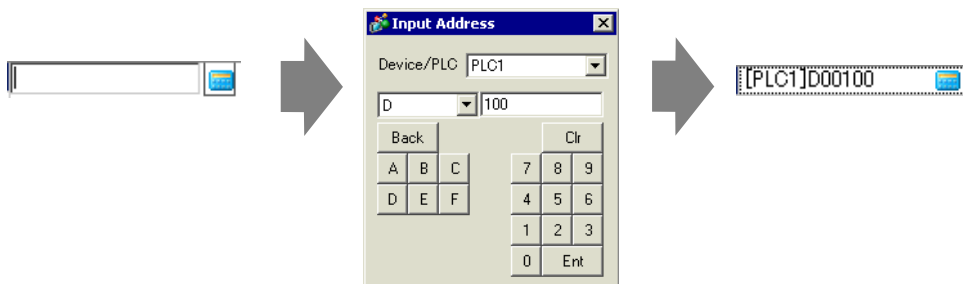 Input Address
Device/PLC PLC1
[PLC1]D00100
D 100
Back Clr
A B C 7 8 9
D E F 4 5 6
1 2 3
0 Ent